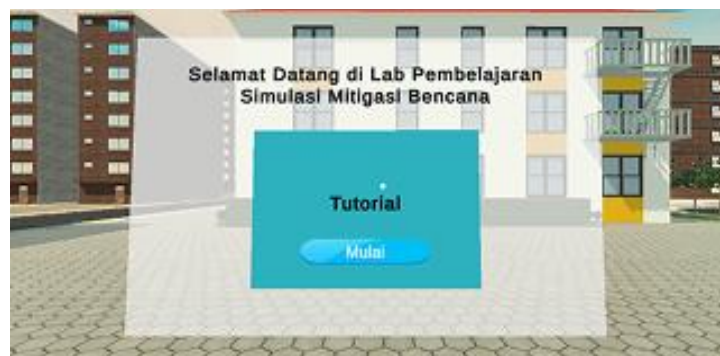 Selamat Datang di Lab Pembelajaran
Simulasi Mitigasi Bencana
Tutorial
Mulai